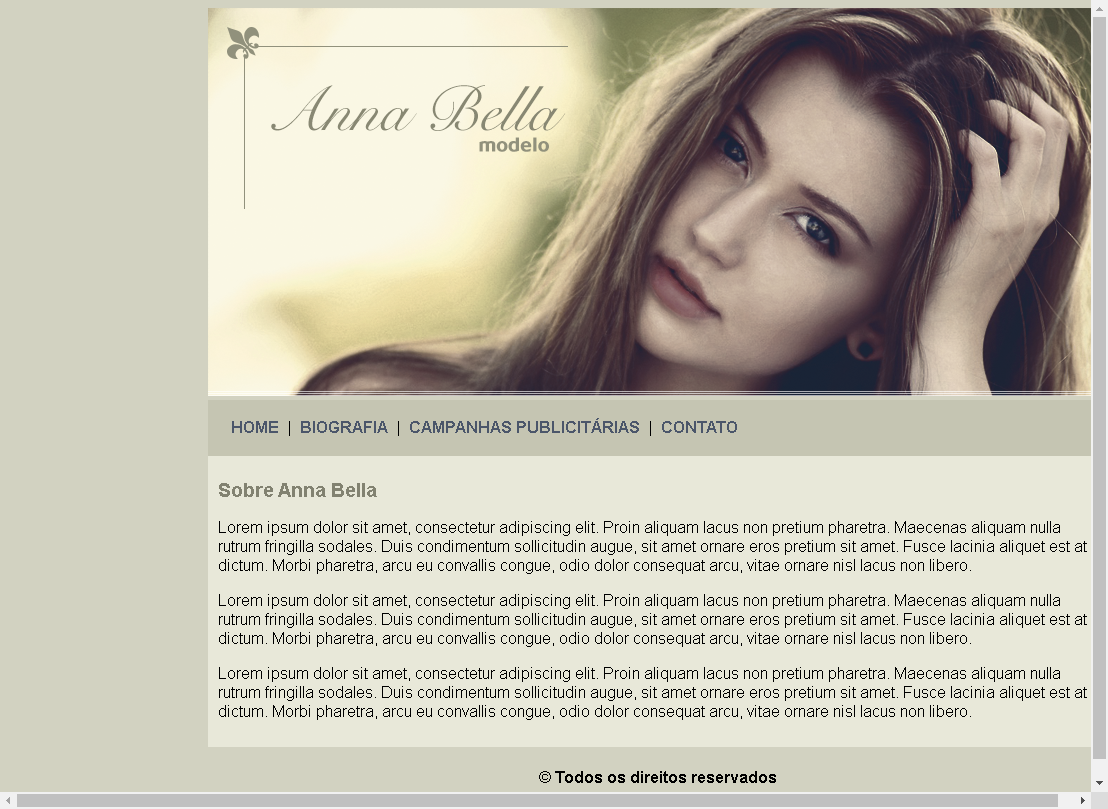 Anna Bella
modelo
HOME | BIOGRAFIA | CAMPANHAS PUBLICITÁRIAS | CONTATO
Sobre Anna Bella
Lorem ipsum dolor sit amet, consectetur adipiscing elit. Proin aliquam lacus non pretium pharetra. Maecenas aliquam nulla
rutrum fringilla sodales. Duis condimentum sollicitudin augue, sit amet ornare eros pretium sit amet. Fusce lacinia aliquet est at
dictum. Morbi pharetra, arcu eu convallis congue, odio dolor consequat arcu, vitae ornare nisl lacus non libero.
Lorem ipsum dolor sit amet, consectetur adipiscing elit. Proin aliquam lacus non pretium pharetra. Maecenas aliquam nulla
rutrum fringilla sodales. Duis condimentum sollicitudin augue, sit amet ornare eros pretium sit amet. Fusce lacinia aliquet est at
dictum. Morbi pharetra, arcu eu convallis congue, odio dolor consequat arcu, vitae ornare nisl lacus non libero.
Lorem ipsum dolor sit amet, consectetur adipiscing elit. Proin aliquam lacus non pretium pharetra. Maecenas aliquam nulla
rutrum fringilla sodales. Duis condimentum sollicitudin augue, sit amet ornare eros pretium sit amet. Fusce lacinia aliquet est at
dictum. Morbi pharetra, arcu eu convallis congue, odio dolor consequat arcu, vitae ornare nisl lacus non libero.
© Todos os direitos reservados